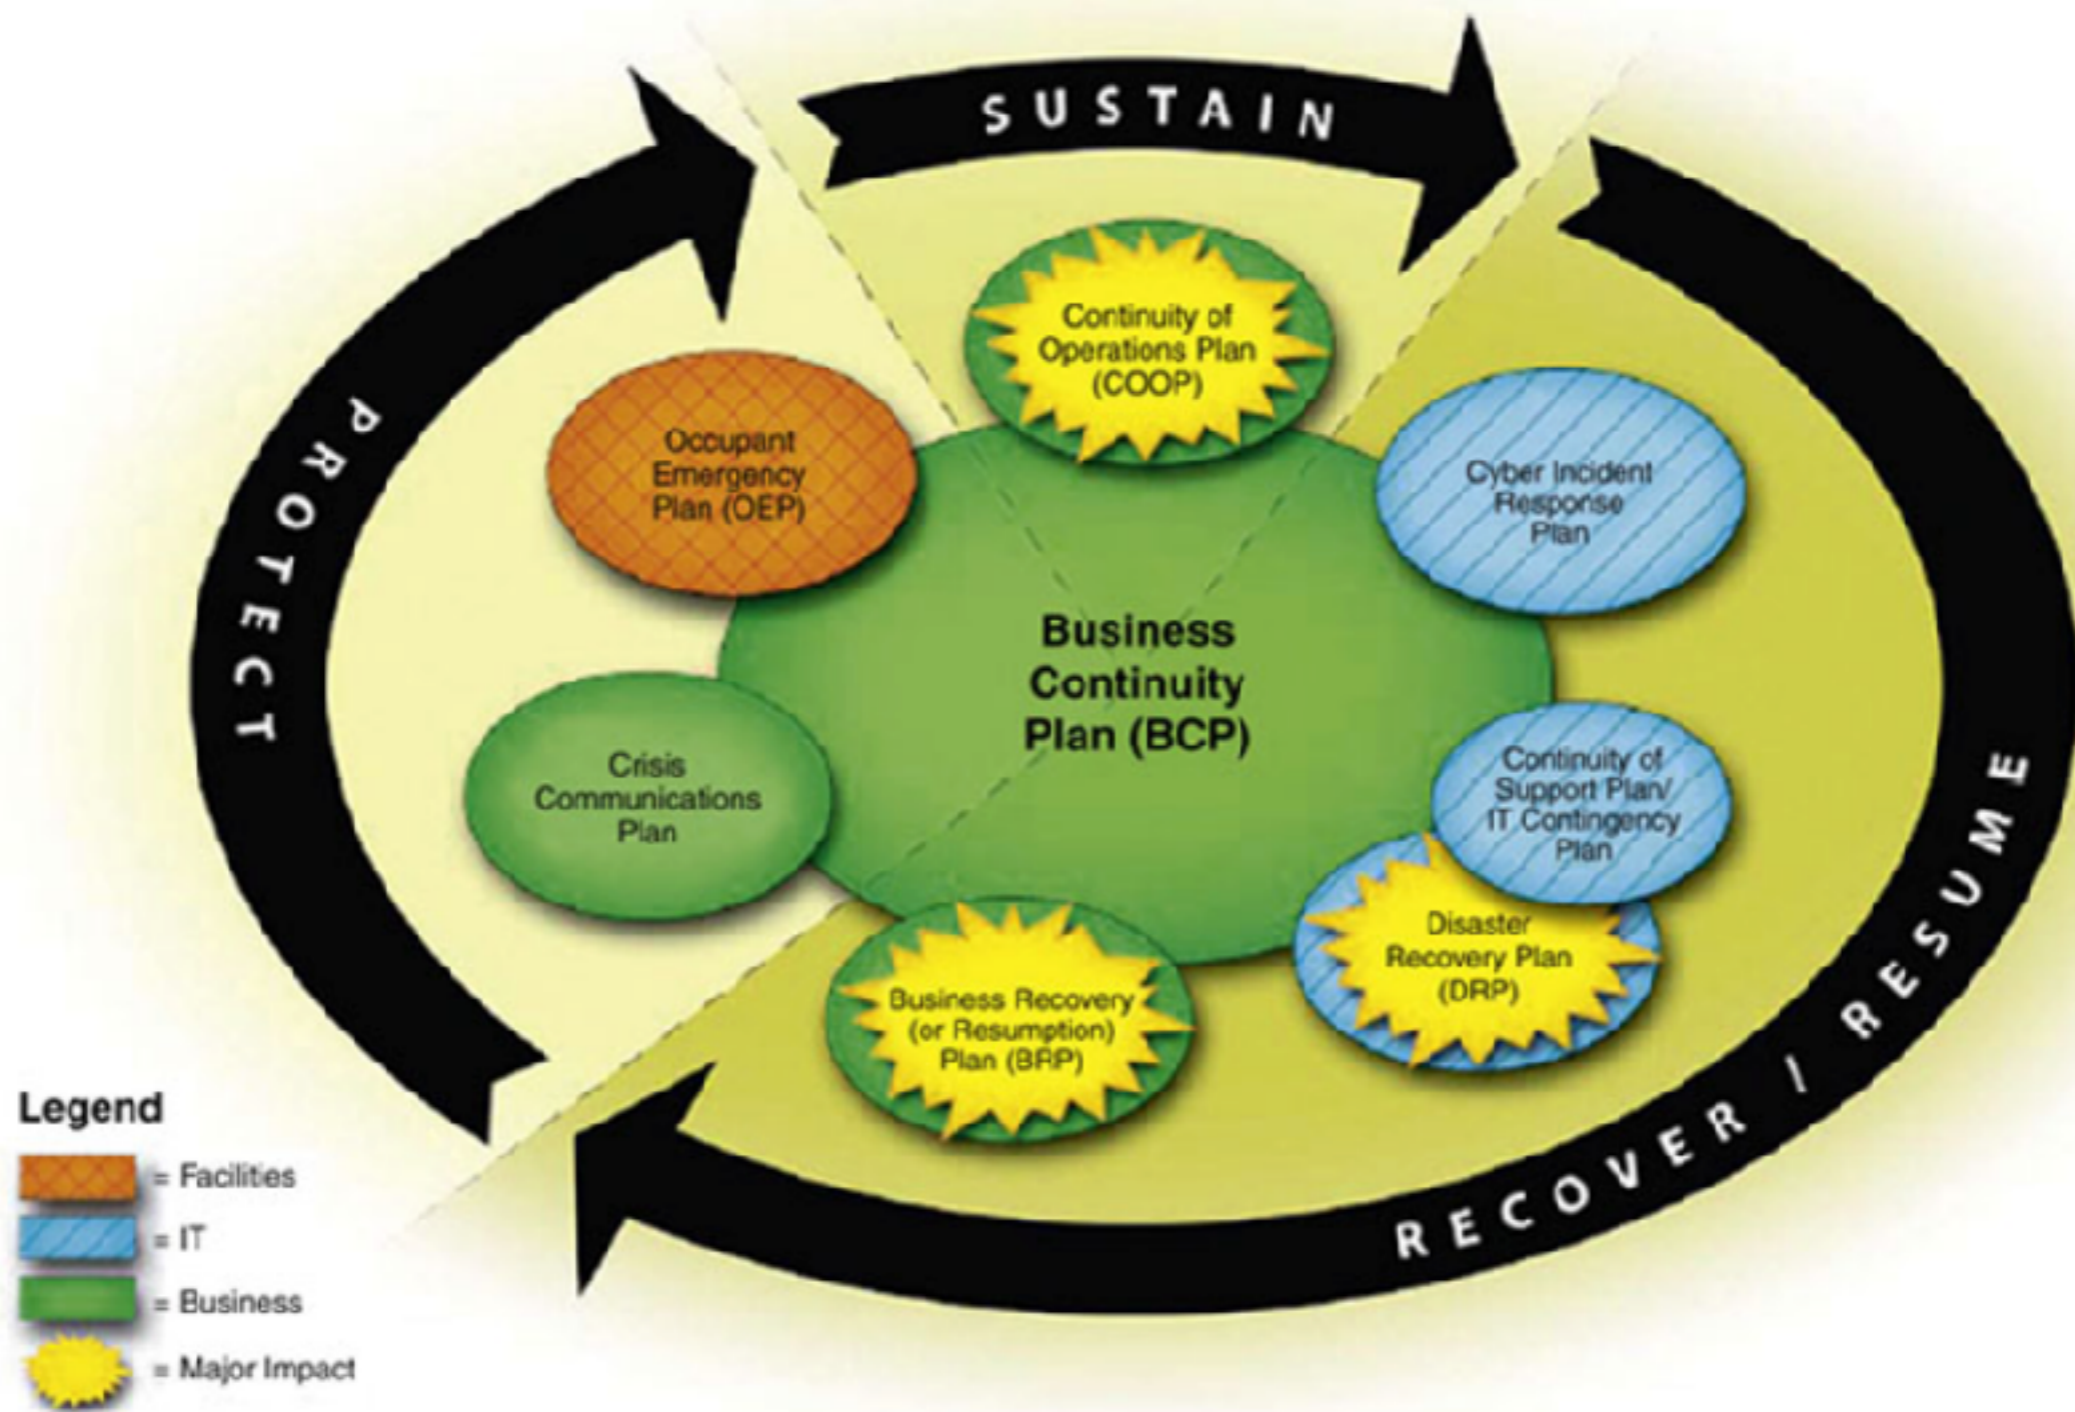 SUSTAIN
PROTECT
Continuity of
Operations Plan
(COOP)
Occupant
Emergency
Plan (OEP)
Cyber Incident
Response
Plan
Business
Continuity
Plan (BCP)
Crisis
Communications
Plan
Continuity of
Support Plan/
IT Contingency
Plan
Disaster
Recovery Plan
(DRP)
Business Recovery
(or Resumption)
Plan (BRP)
RECOVER / RESUME
Legend
= Facilities
= IT
= Business
= Major Impact